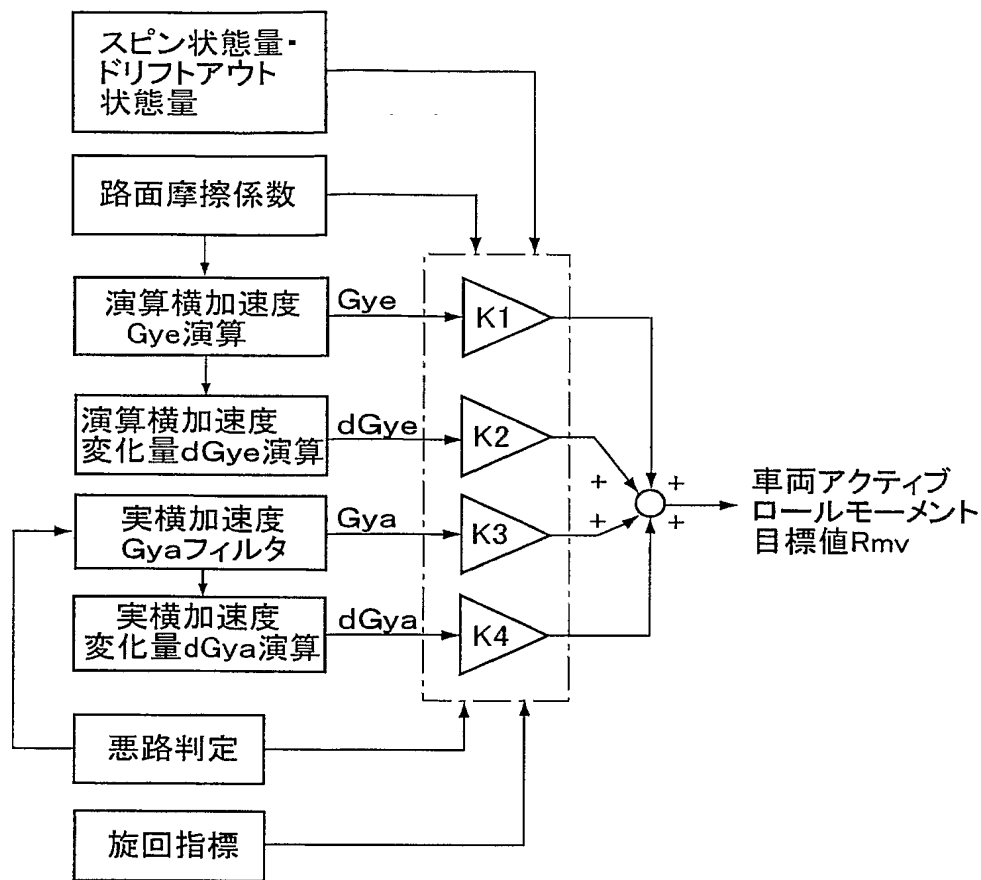 スピン状態量・
ドリフトアウト
状態量
路面摩擦係数
演算横加速度
Gye演算
Gye
K1
演算横加速度
変化量dGye演算
dGye
K2
実横加速度
Gyaフィルタ
Gya
K3
実横加速度
変化量dGya演算
dGya
K4
+
+
+
+
車両アクティブ
ロールモーメント
目標値Rmv
悪路判定
旋回指標